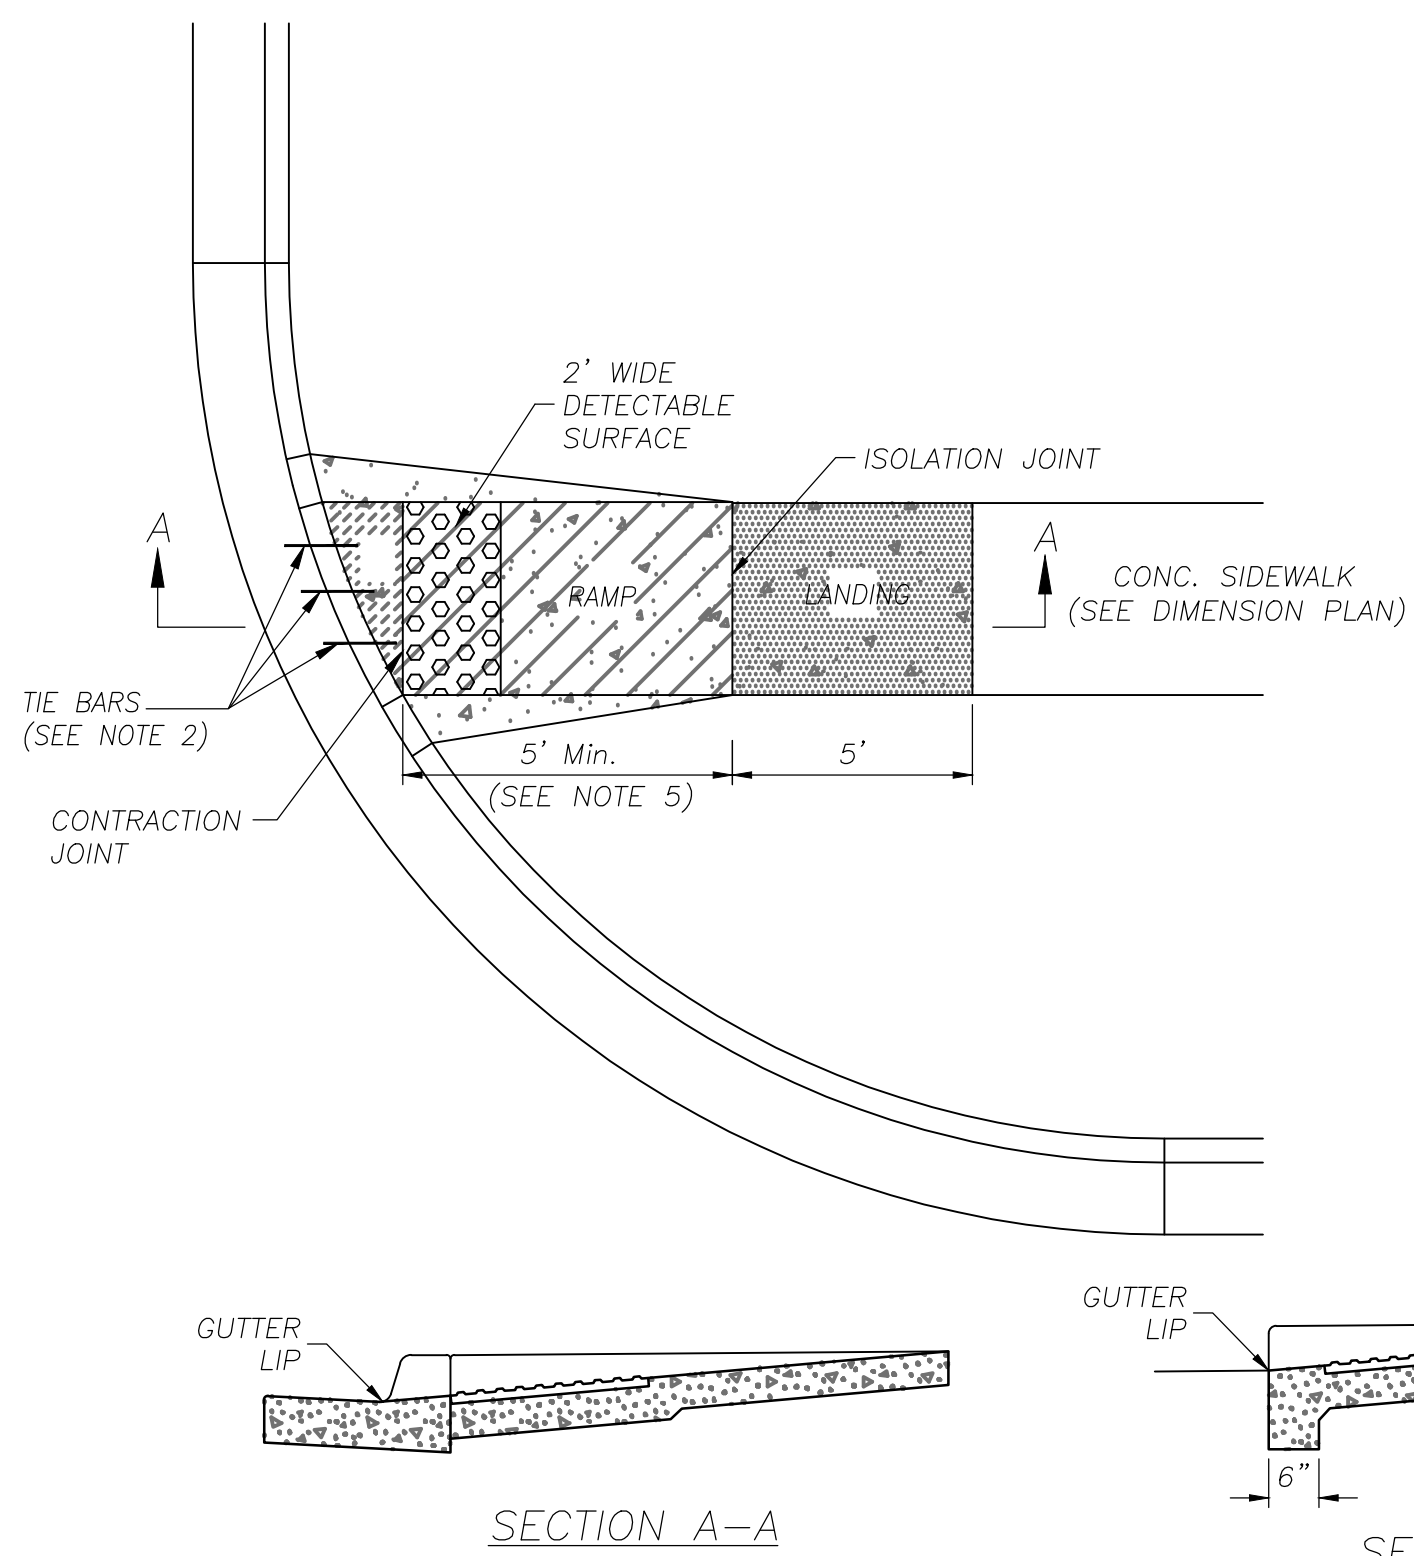 2' WIDE
DETECTABLE
SURFACE
ISOLATION JOINT
A
A
RAMP
LANDING
CONC. SIDEWALK
(SEE DIMENSION PLAN)
TIE BARS
(SEE NOTE 2)
5' Min.
5'
(SEE NOTE 5)
CONTRACTION
JOINT
GUTTER
LIP
GUTTER
LIP
6”
SECTION A–A